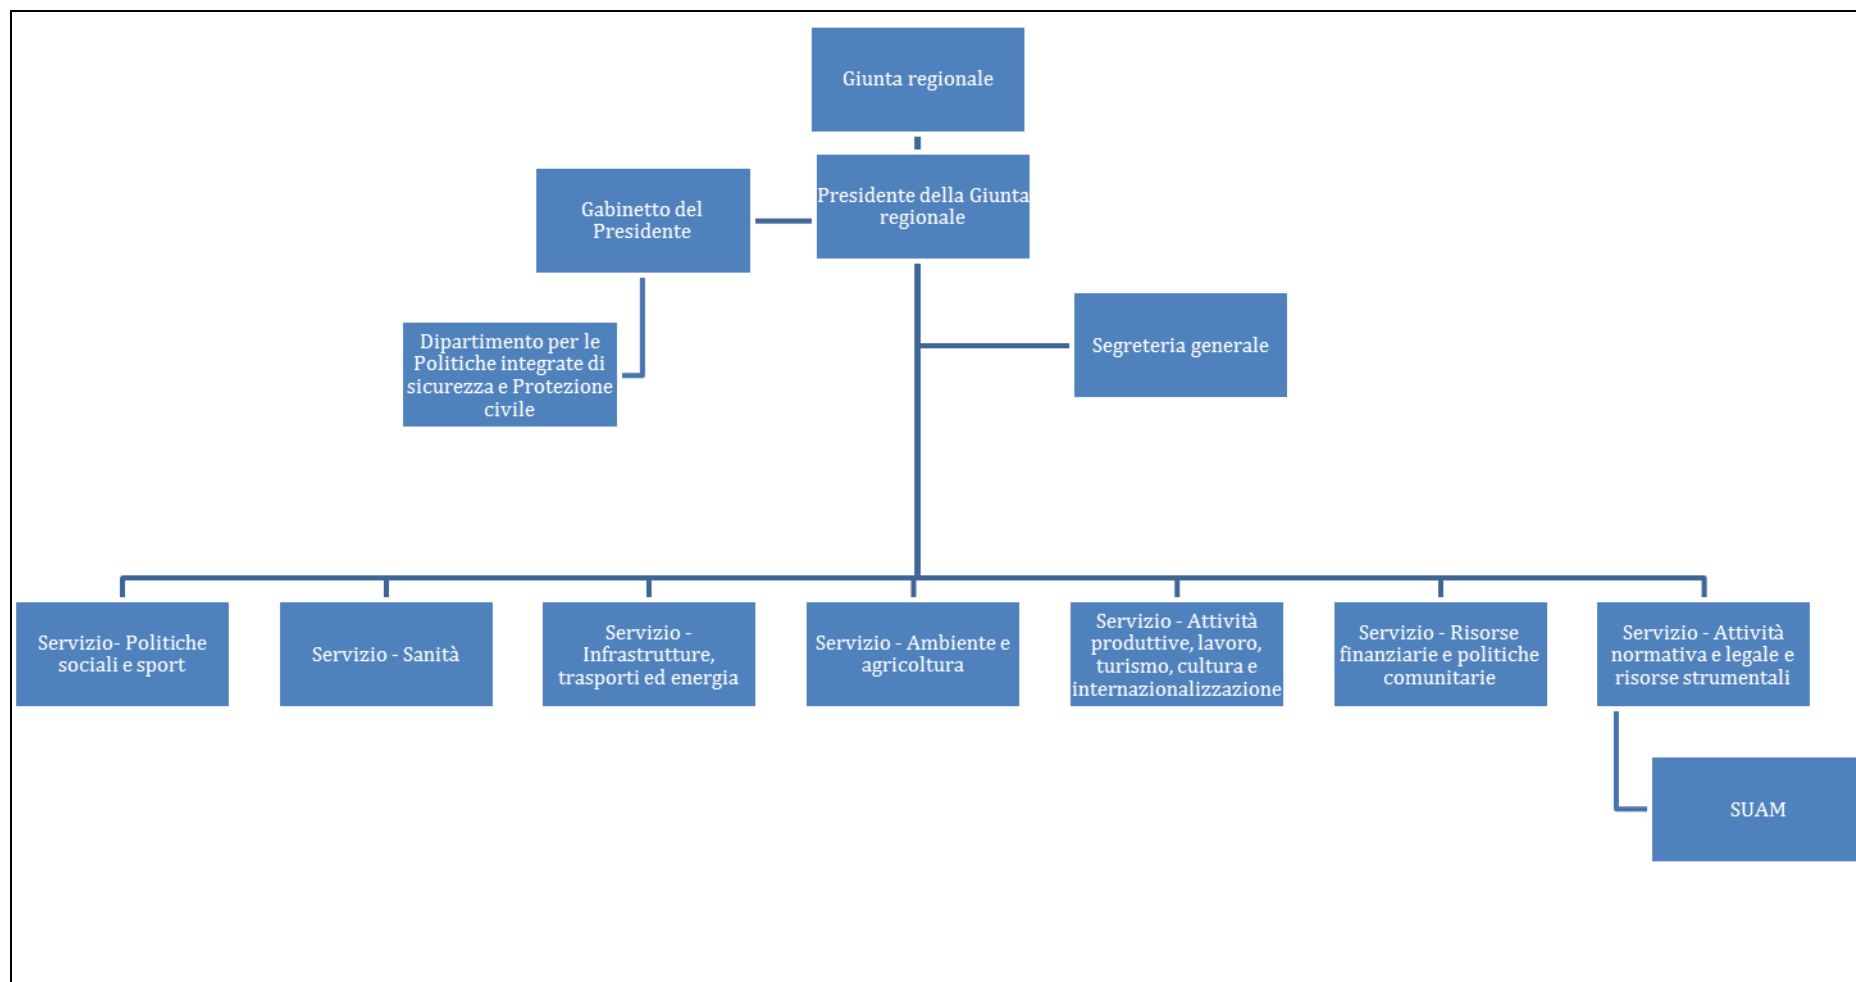 Giunta regionale
Presidente della Giunta
regionale
Gabinetto del
Presidente
Segreteria generale
Dipartimento per le
Politiche integrate di
sicurezza e Protezione
civile
Servizio- Politiche
sociali e sport
Servizio - Sanità
Servizio -
Infrastrutture,
trasporti ed energia
Servizio - Ambiente e
agricoltura
Servizio - Attività
produttive, lavoro,
turismo, cultura e
internazionalizzazione
Servizio - Risorse
finanziarie e politiche
comunitarie
Servizio - Attività
normativa e legale e
risorse strumentali
SUAM